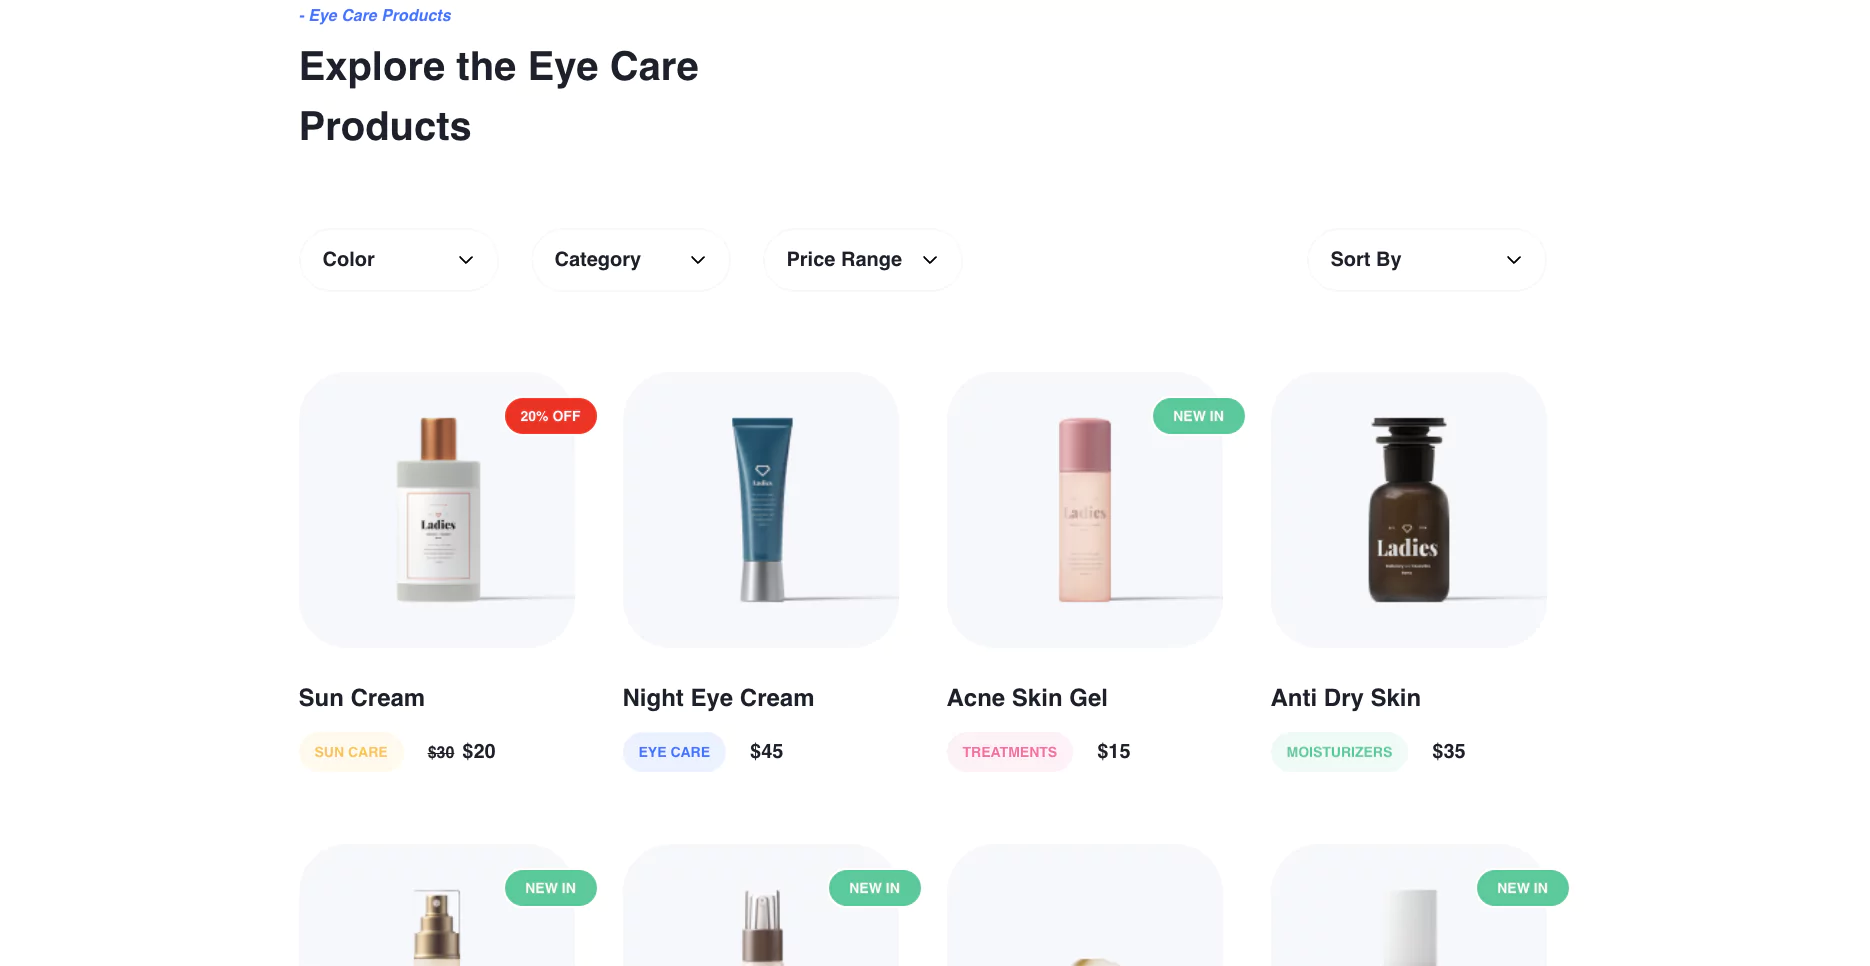 - Eye Care Products
Explore the Eye Care
Products
Color
Category
Price Range
Sort By
20% OFF
NEW IN
Ladies
Ladies
Ladies
Ladies
Sun Cream
Night Eye Cream
Acne Skin Gel
Anti Dry Skin
SUN CARE
$30 $20
EYE CARE
$45
TREATMENTS
$15
MOISTURIZERS
$35
NEW IN
NEW IN
NEW IN